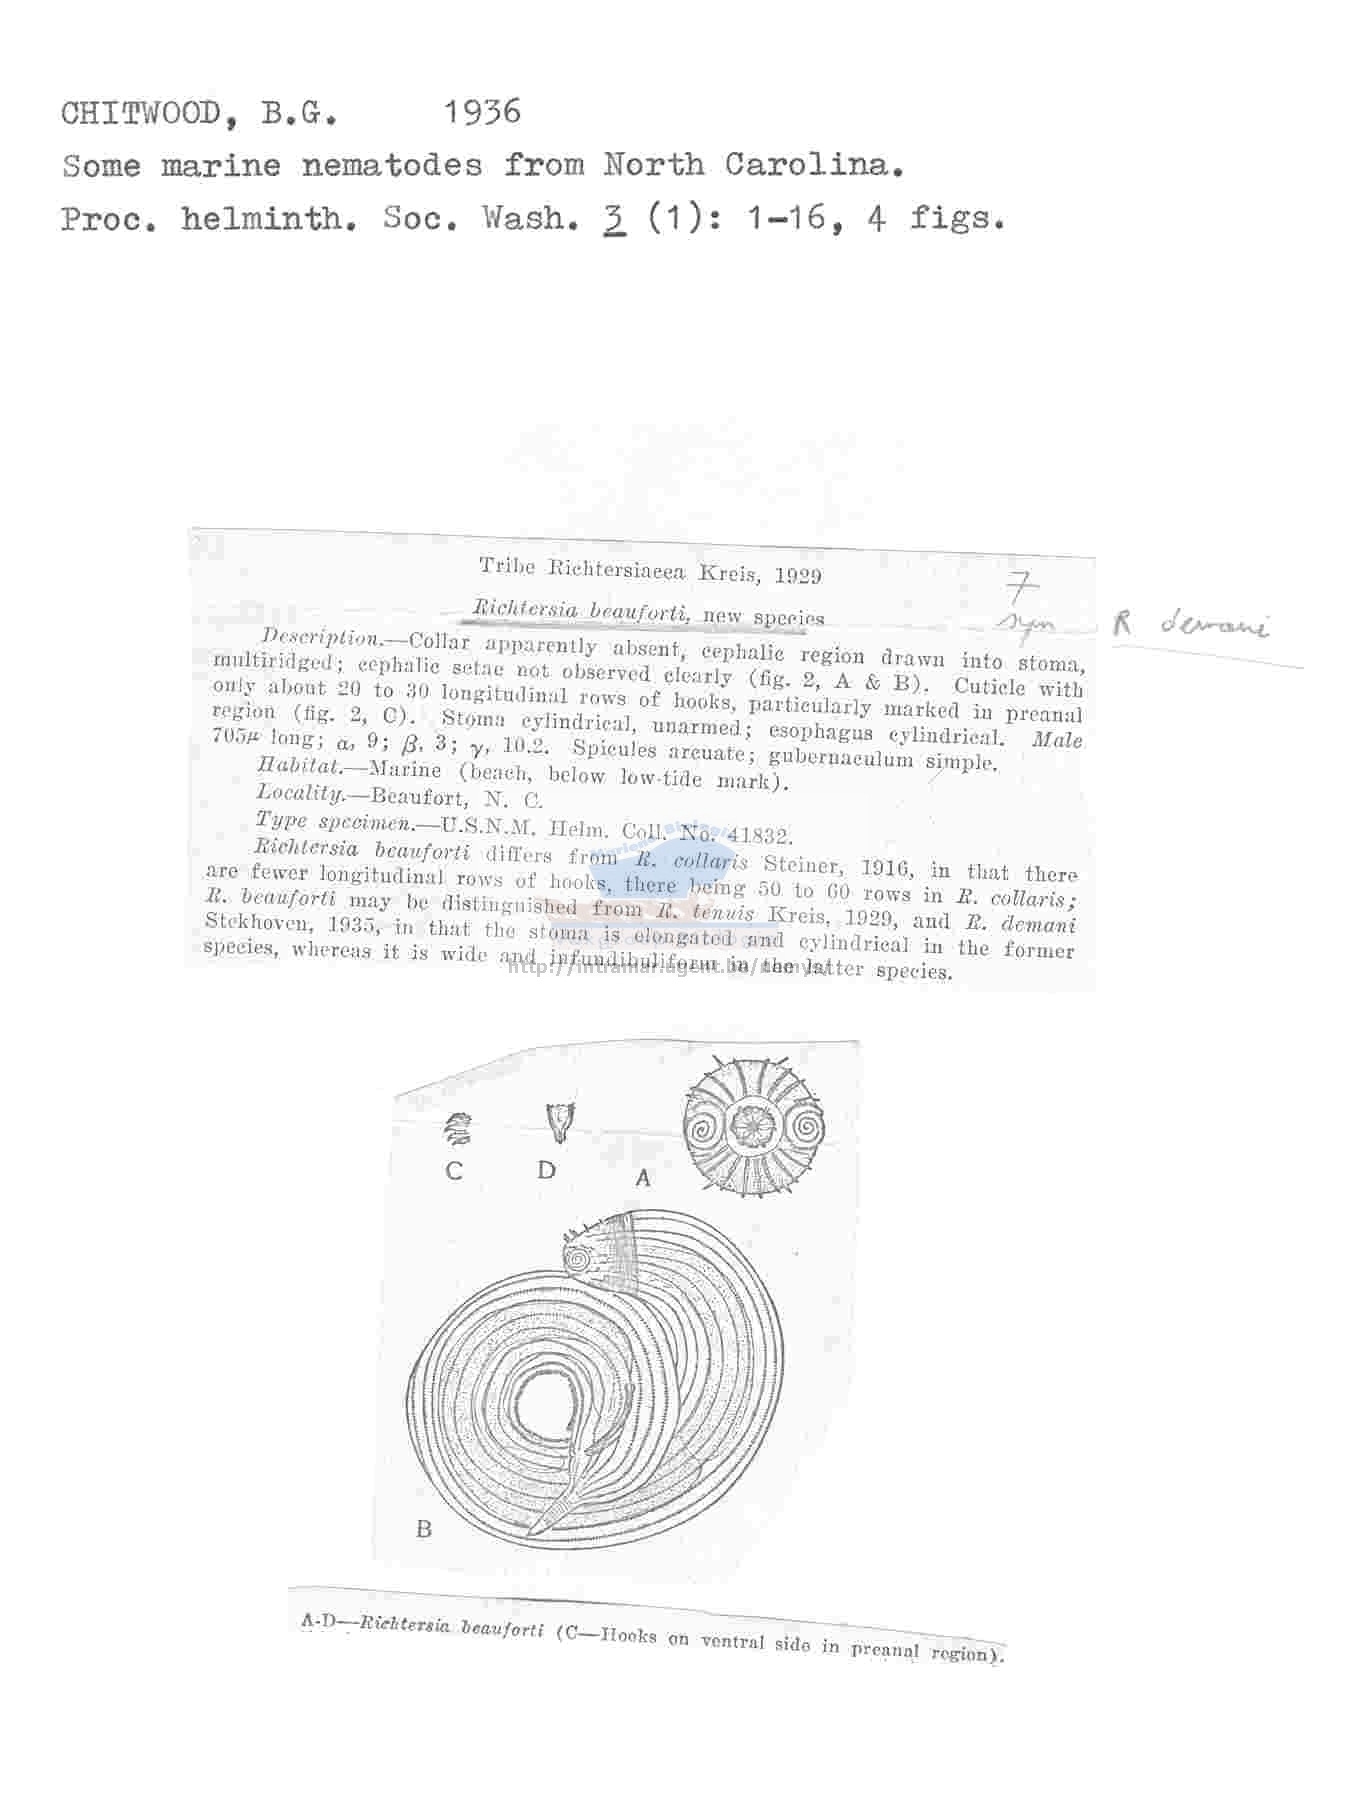 CHITWOOD, B.G. 1936
Some marine nematodes from North Carolina.
Proc. helminth. Soc. Wash. 3 (1): 1-16, 4 figs.
Tribe Richtersiaeea Kreis, 1929
7
Richtersia beauforti, new species
syn R demani
Description.—Collar apparently absent, cephalic region drawn into stoma,
multiridged; cephalic setae not observed clearly (fig. 2, A & B). Cuticle with
only about 20 to 30 longitudinal rows of hooks, particularly marked in preanal
region (fig. 2, C). Stoma cylindrical, unarmed; esophagus cylindrical. Male
705µ long; α, 9; β, 3; γ, 10.2. Spicules arcuate; gubernaculum simple.
Habitat.—Marine (beach, below low-tide mark).
Locality.—Beaufort, N. C.
Type specimen.—U.S.N.M. Helm. Coll. No. 41832.
Richtersia beauforti differs from R. collaris Steiner, 1916, in that there
are fewer longitudinal rows of hooks, there being 50 to 60 rows in R. collaris;
R. beauforti may be distinguished from R. tenuis Kreis, 1929, and R. demani
Stekhoven, 1935, in that the stoma is elongated and cylindrical in the former
species, whereas it is wide and infundibuliform in the latter species.
C
D
A
B
A-D—Richtersia beauforti (C—Hooks on ventral side in preanal region).